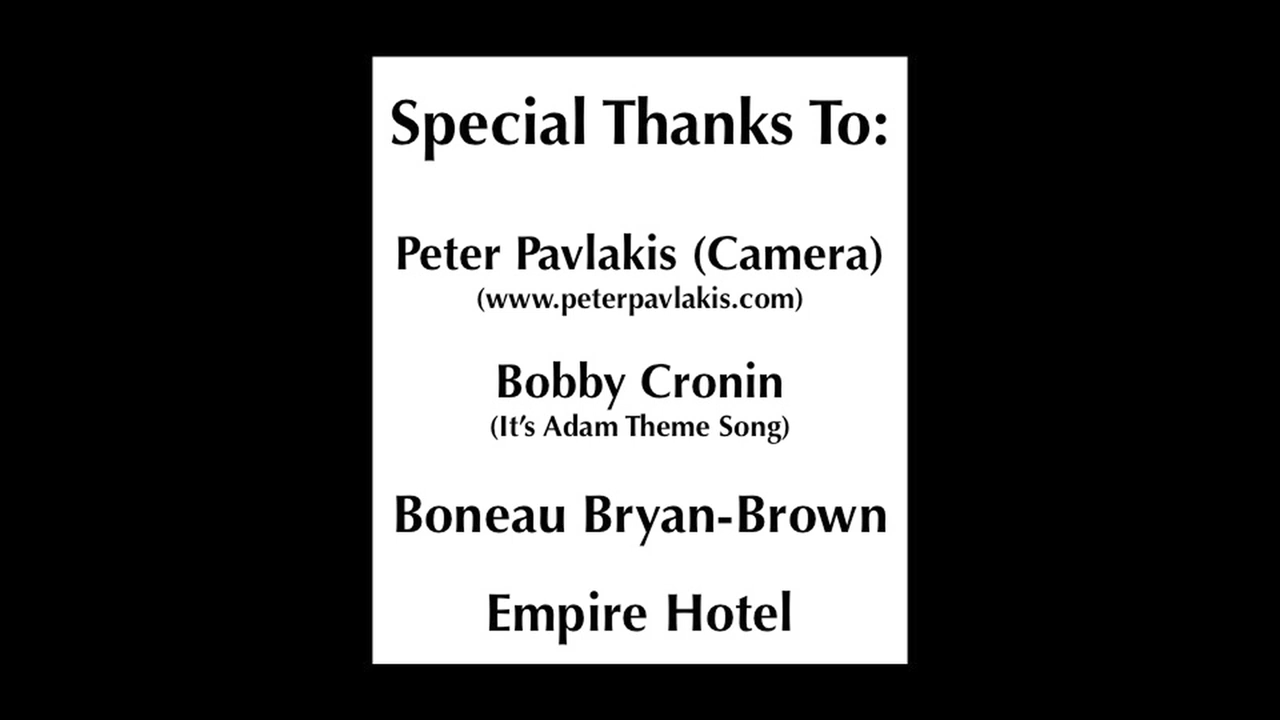 Special Thanks To:
Peter Pavlakis (Camera)
(www.peterpavlakis.com)
Bobby Cronin
(It’s Adam Theme Song)
Boneau Bryan-Brown
Empire Hotel